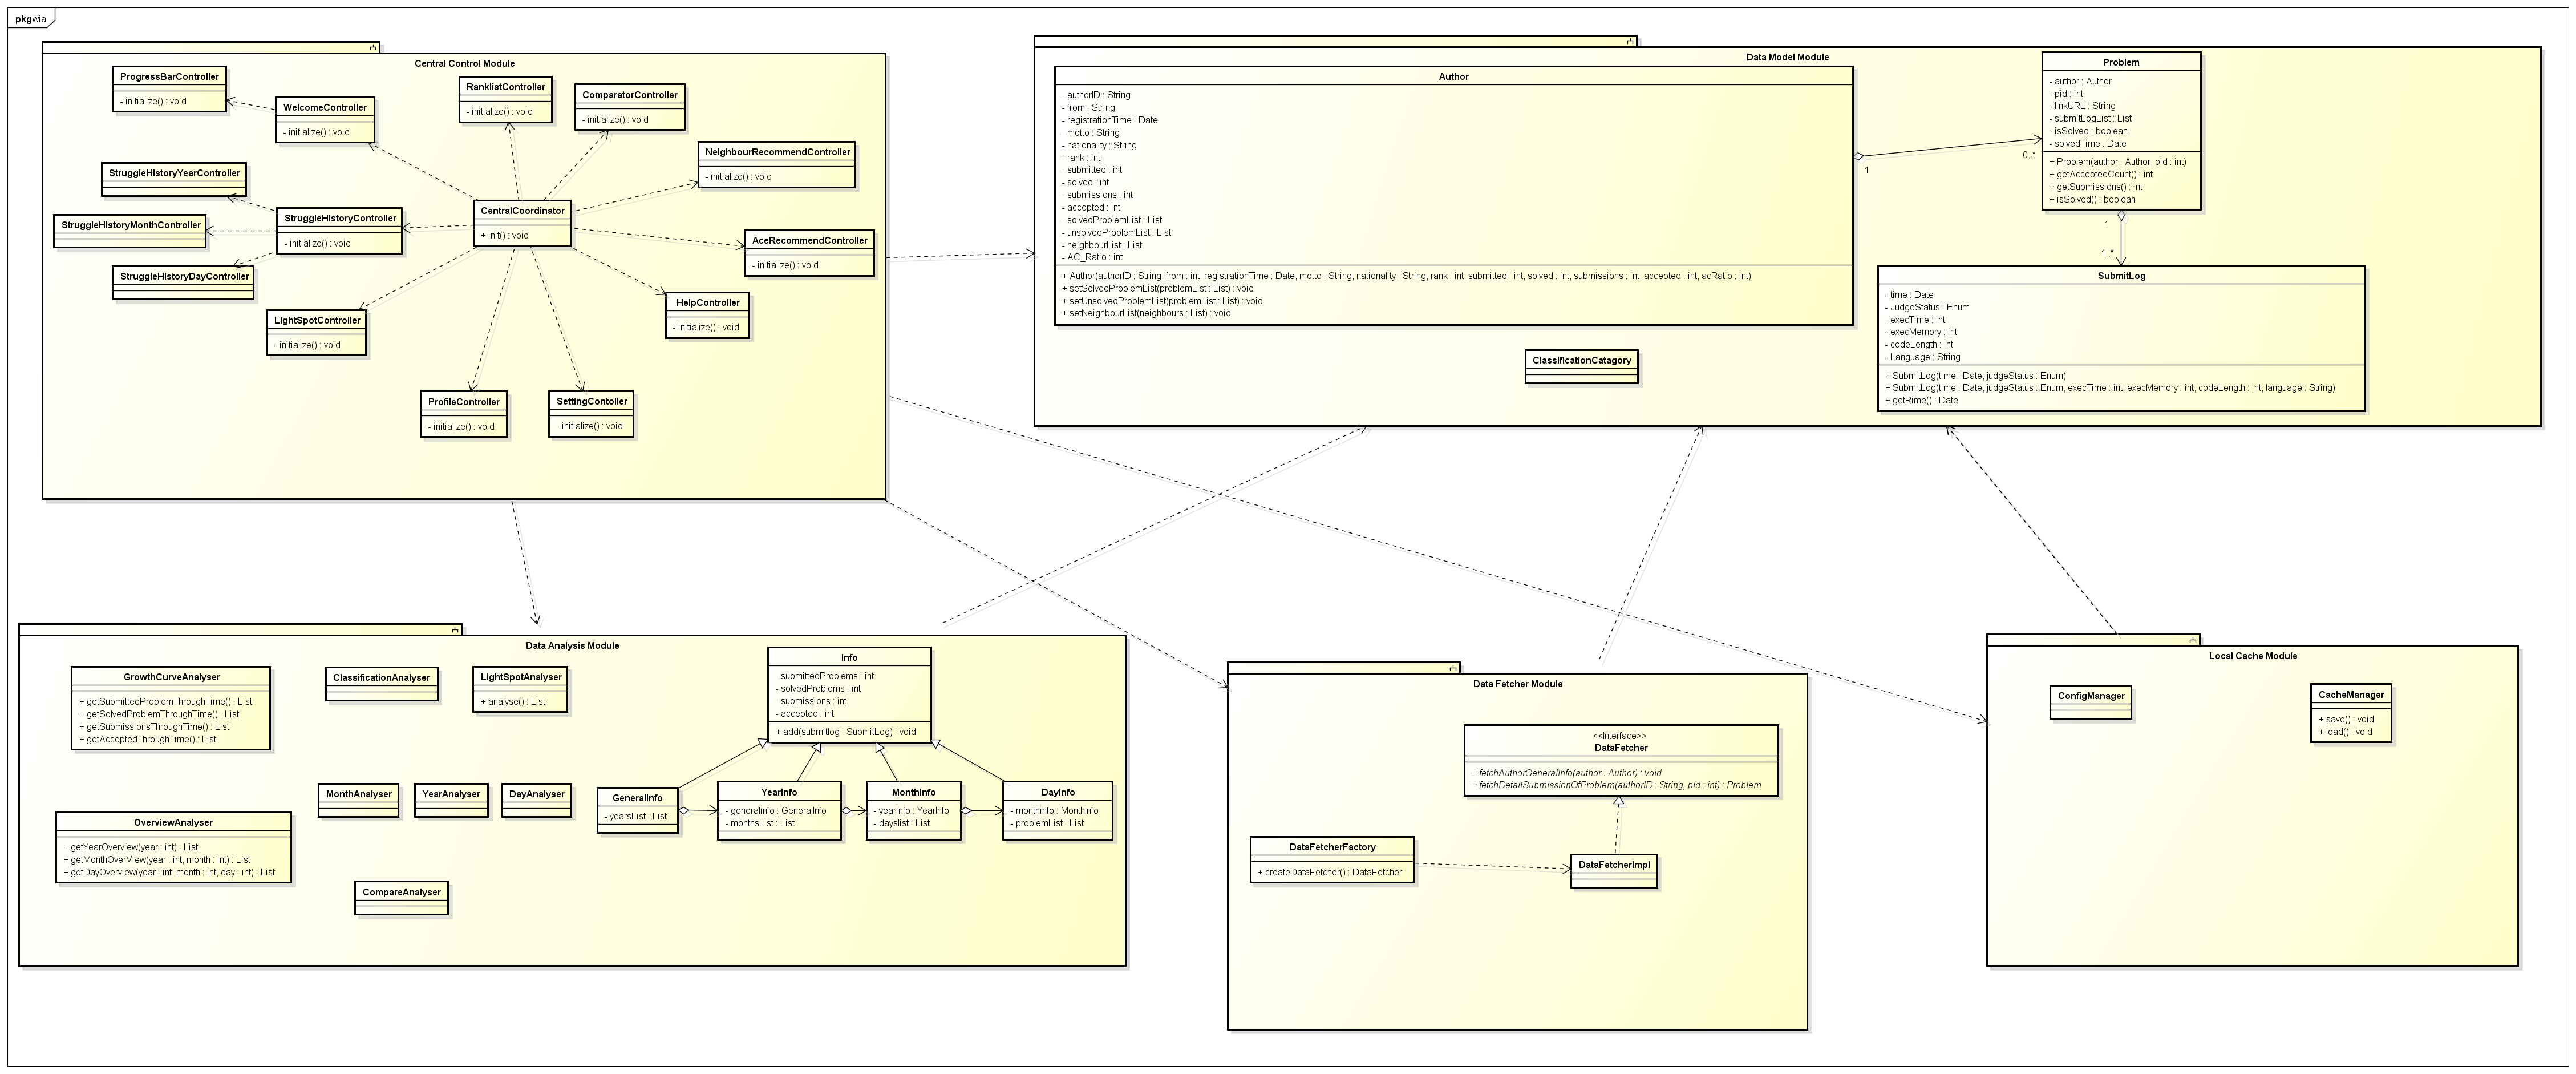 pkg wia
Central Control Module
ProgressBarController
- initialize() : void
WelcomeController
- initialize() : void
RanklistController
- initialize() : void
ComparatorController
- initialize() : void
NeighbourRecommendController
- initialize() : void
StruggleHistoryYearController
StruggleHistoryMonthController
StruggleHistoryController
- initialize() : void
CentralCoordinator
+ init() : void
AceRecommendController
- initialize() : void
StruggleHistoryDayController
LightSpotController
- initialize() : void
HelpController
- initialize() : void
ProfileController
- initialize() : void
SettingContoller
- initialize() : void
Data Model Module
Author
- authorID : String
- from : String
- registrationTime : Date
- motto : String
- nationality : String
- rank : int
- submitted : int
- solved : int
- submissions : int
- accepted : int
- solvedProblemList : List
- unsolvedProblemList : List
- neighbourList : List
- AC_Ratio : int
+ Author(authorID : String, from : int, registrationTime : Date, motto : String, nationality : String, rank : int, submitted : int, solved : int, submissions : int, accepted : int, acRatio : int)
+ setSolvedProblemList(problemList : List) : void
+ setUnsolvedProblemList(problemList : List) : void
+ setNeighbourList(neighbours : List) : void
1
0..*
Problem
- author : Author
- pid : int
- linkURL : String
- submitLogList : List
- isSolved : boolean
- solvedTime : Date
+ Problem(author : Author, pid : int)
+ getAcceptedCount() : int
+ getSubmissions() : int
+ isSolved() : boolean
1
1..*
SubmitLog
- time : Date
- JudgeStatus : Enum
- execTime : int
- execMemory : int
- codeLength : int
- Language : String
+ SubmitLog(time : Date, judgeStatus : Enum)
+ SubmitLog(time : Date, judgeStatus : Enum, execTime : int, execMemory : int, codeLength : int, language : String)
+ getRime() : Date
ClassificationCatagory
Data Analysis Module
GrowthCurveAnalyser
+ getSubmittedProblemThroughTime() : List
+ getSolvedProblemThroughTime() : List
+ getSubmissionsThroughTime() : List
+ getAcceptedThroughTime() : List
ClassificationAnalyser
LightSpotAnalyser
+ analyse() : List
Info
- submittedProblems : int
- solvedProblems : int
- submissions : int
- accepted : int
+ add(submitlog : SubmitLog) : void
MonthAnalyser
YearAnalyser
DayAnalyser
GeneralInfo
- yearsList : List
YearInfo
- generalinfo : GeneralInfo
- monthsList : List
MonthInfo
- yearinfo : YearInfo
- dayslist : List
DayInfo
- monthinfo : MonthInfo
- problemList : List
OverviewAnalyser
+ getYearOverview(year : int) : List
+ getMonthOverView(year : int, month : int) : List
+ getDayOverview(year : int, month : int, day : int) : List
CompareAnalyser
Data Fetcher Module
<<Interface>>
DataFetcher
+ fetchAuthorGeneralInfo(author : Author) : void
+ fetchDetailSubmissionOfProblem(authorID : String, pid : int) : Problem
DataFetcherFactory
+ createDataFetcher() : DataFetcher
DataFetcherImpl
Local Cache Module
ConfigManager
CacheManager
+ save() : void
+ load() : void